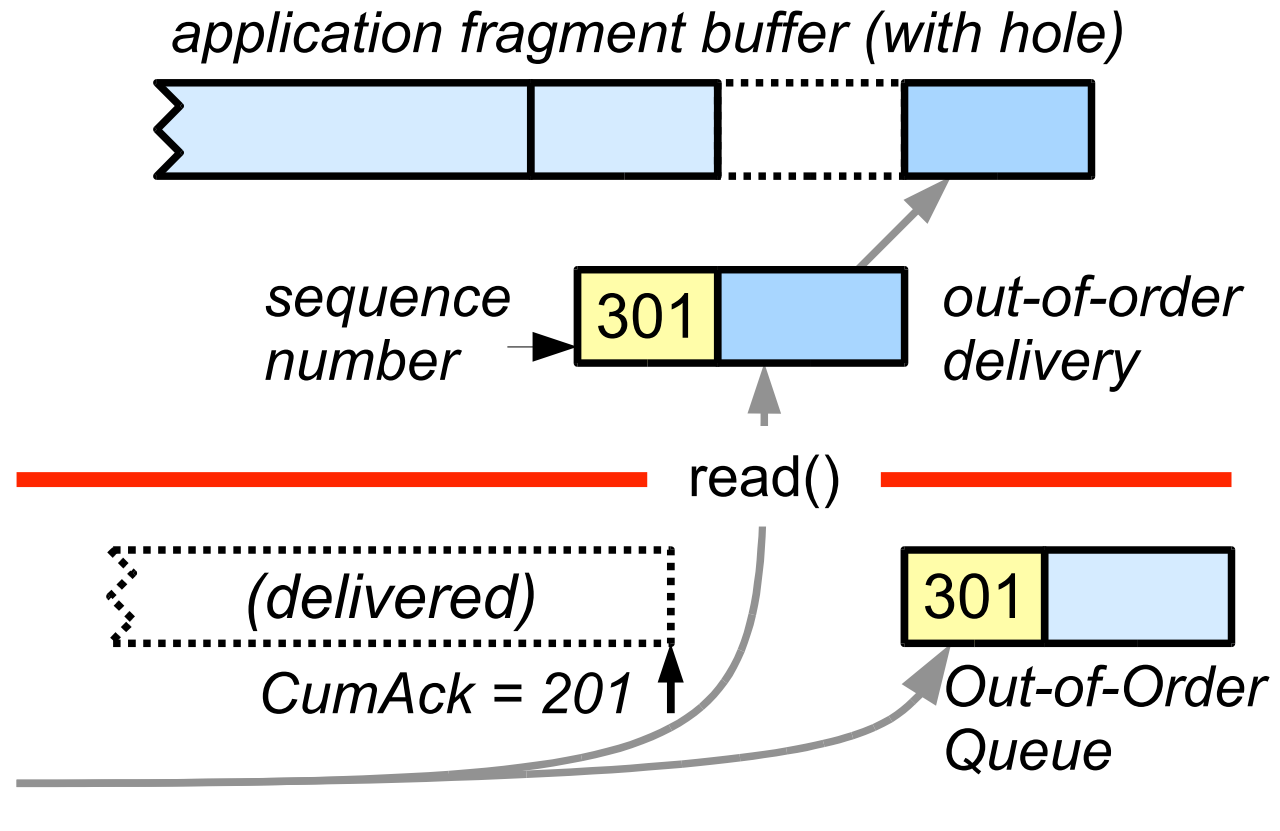 application fragment buffer (with hole)
sequence
number
301
out-of-order
delivery
read()
(delivered)
301
CumAck = 201
Out-of-Order
Queue